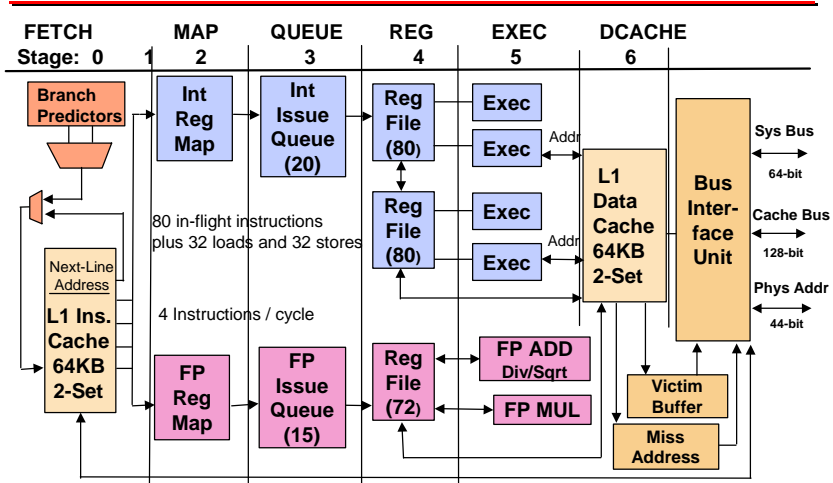 FETCH MAP QUEUE REG EXEC DCACHE
Stage: 0 1 2 3 4 5 6
Branch
Predictors
Int
Reg
Map
Int
Issue
Queue
(20)
Reg
File
(80)
Exec
Exec
Addr
Reg
File
(80)
Exec
Exec
Addr
L1
Data
Cache
64KB
2-Set
Bus
Inter-
face
Unit
Sys Bus
64-bit
Cache Bus
128-bit
Phys Addr
44-bit
80 in-flight instructions
plus 32 loads and 32 stores
Next-Line
Address
L1 Ins.
Cache
64KB
2-Set
4 Instructions / cycle
FP
Reg
Map
FP
Issue
Queue
(15)
Reg
File
(72)
FP ADD
Div/Sqrt
FP MUL
Victim
Buffer
Miss
Address